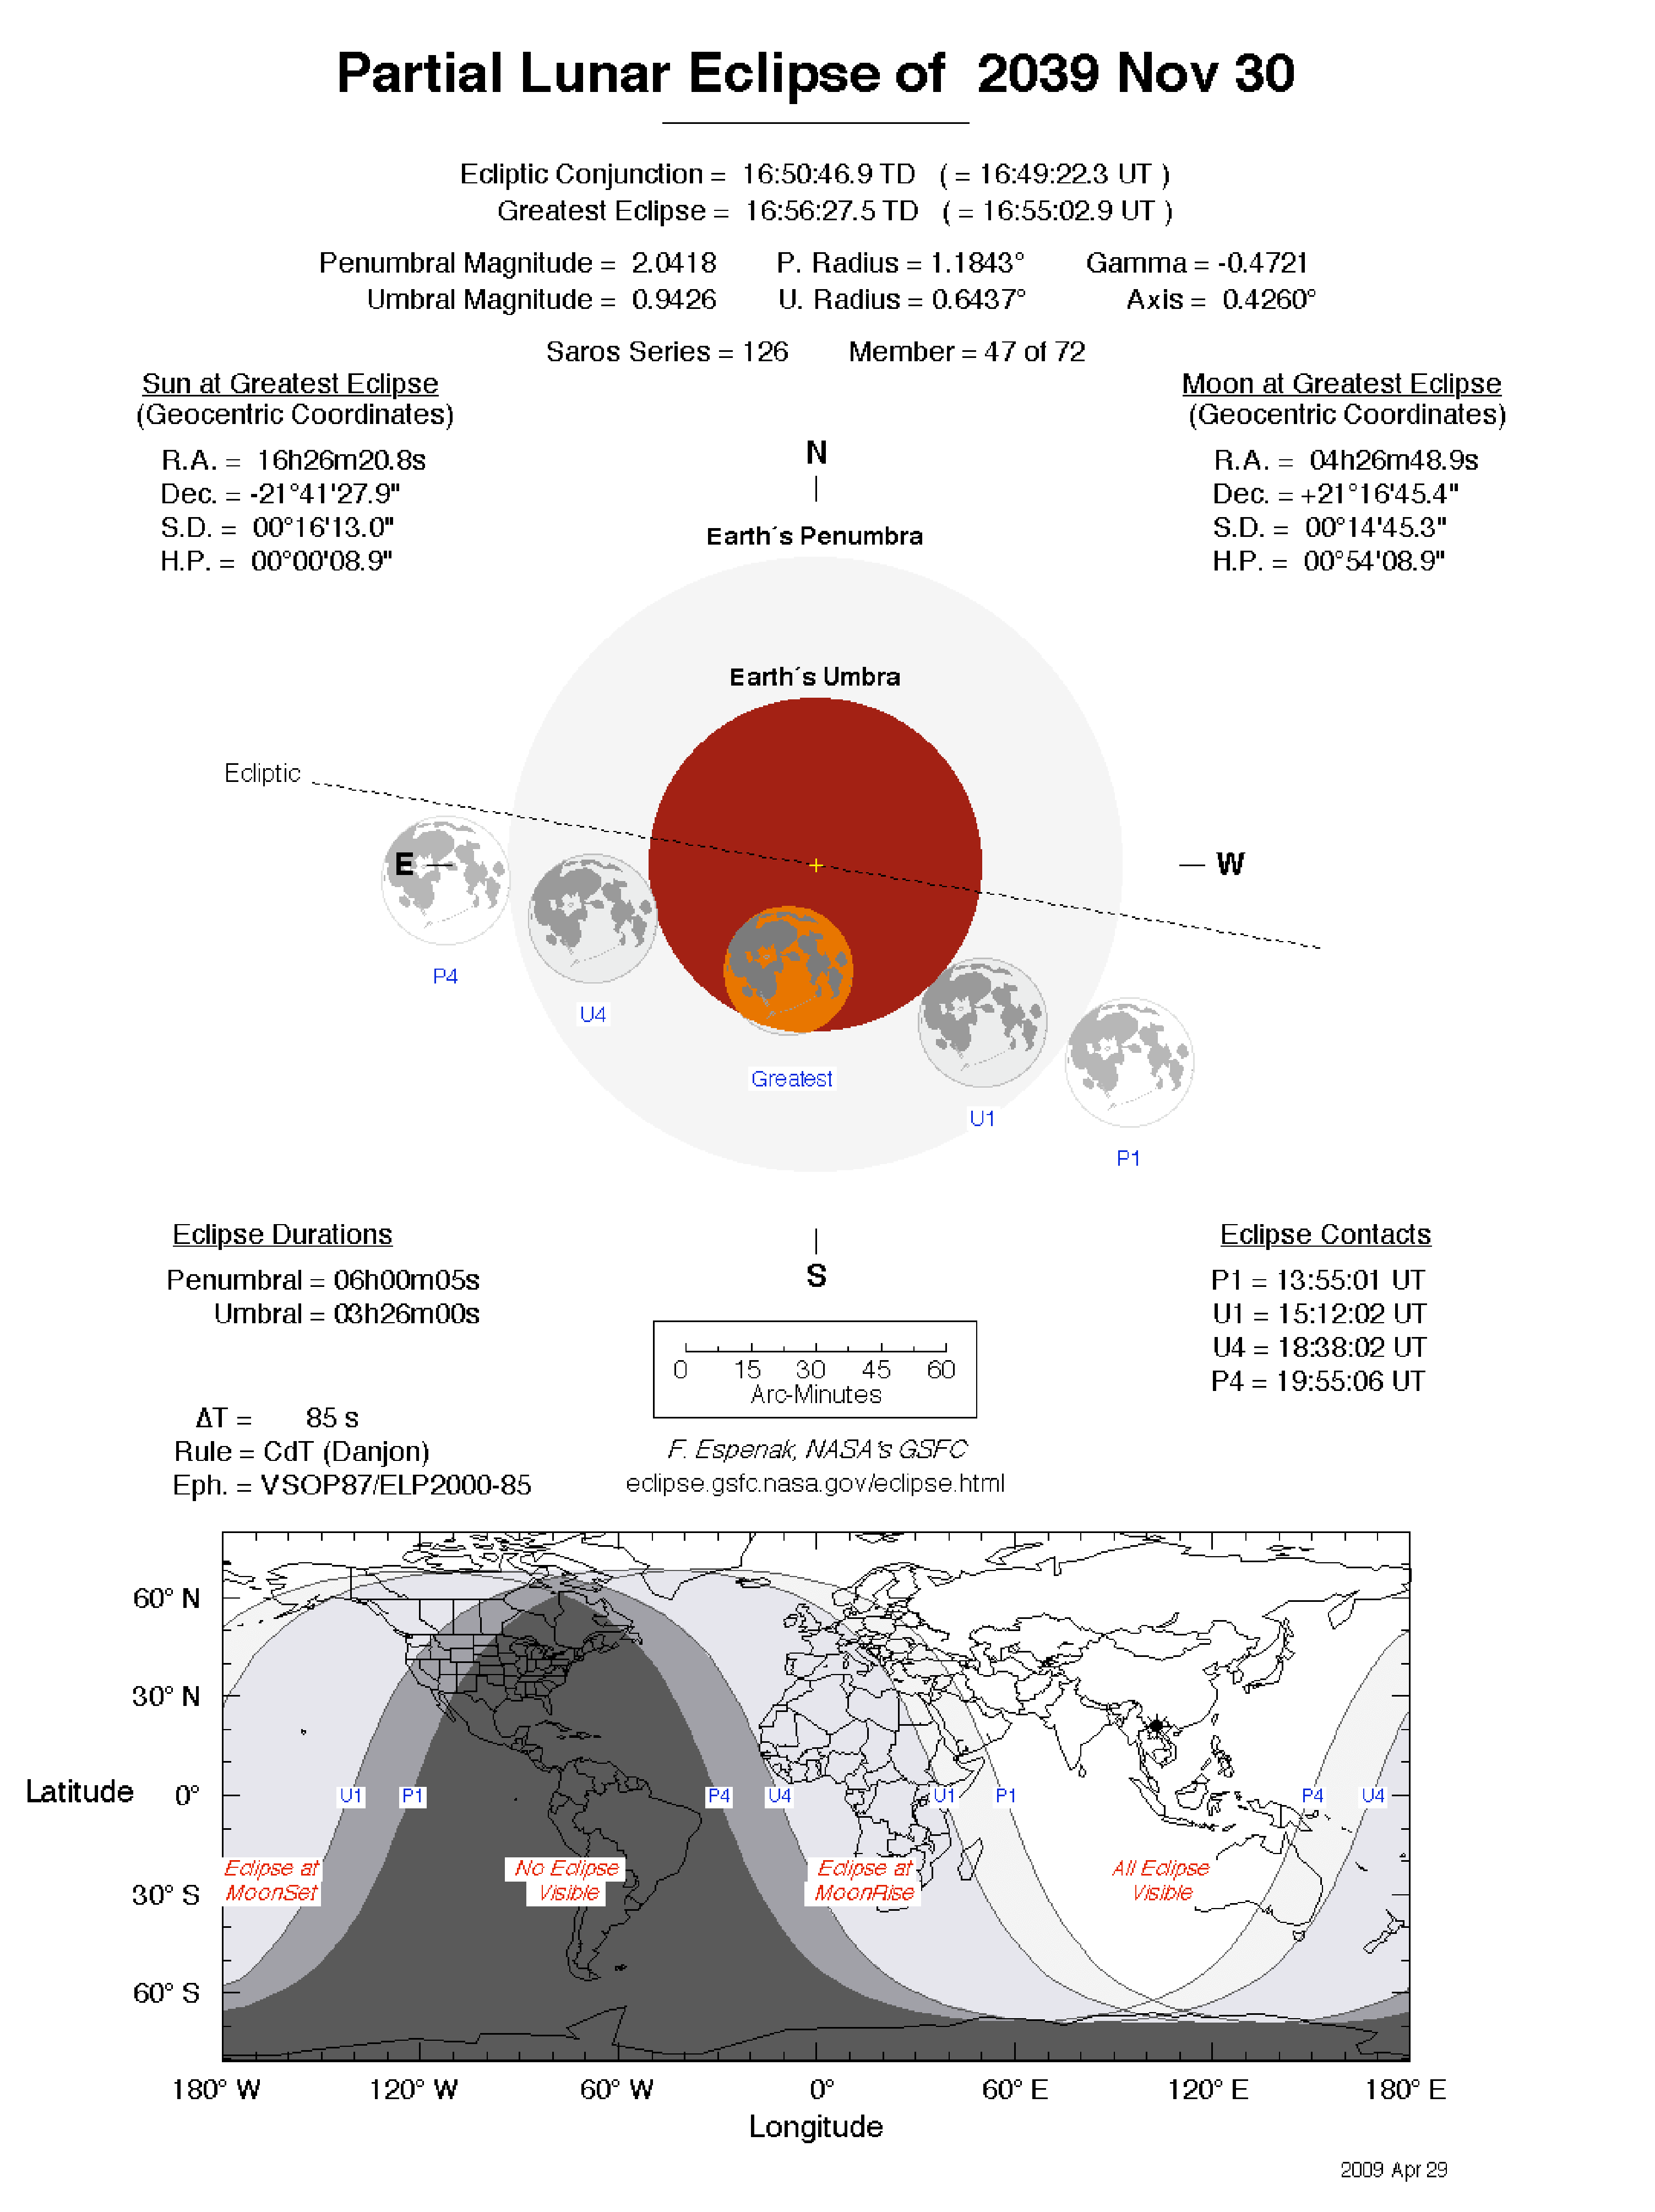 Partial Lunar Eclipse of 2039 Nov 30
Ecliptic Conjunction = 16:50:46.9 TD ( = 16:49:22.3 UT )
Greatest Eclipse = 16:56:27.5 TD ( = 16:55:02.9 UT )
Penumbral Magnitude = 2.0418 P. Radius = 1.1843° Gamma = -0.4721
Umbral Magnitude = 0.9426 U. Radius = 0.6437° Axis = 0.4260°
Saros Series = 126 Member = 47 of 72
Sun at Greatest Eclipse
(Geocentric Coordinates)
R.A. = 16h26m20.8s
Dec. = -21°41'27.9"
S.D. = 00°16'13.0"
H.P. = 00°00'08.9"
Moon at Greatest Eclipse
(Geocentric Coordinates)
R.A. = 04h26m48.9s
Dec. = +21°16'45.4"
S.D. = 00°14'45.3"
H.P. = 00°54'08.9"
N
Earth´s Penumbra
Earth´s Umbra
Ecliptic
E
W
P4
U4
Greatest
U1
P1
S
Eclipse Durations
Penumbral = 06h00m05s
Umbral = 03h26m00s
Eclipse Contacts
P1 = 13:55:01 UT
U1 = 15:12:02 UT
U4 = 18:38:02 UT
P4 = 19:55:06 UT
0 15 30 45 60
Arc-Minutes
ΔT = 85 s
Rule = CdT (Danjon)
Eph. = VSOP87/ELP2000-85
F. Espenak, NASA's GSFC
eclipse.gsfc.nasa.gov/eclipse.html
60° N
30° N
Latitude 0°
30° S
60° S
U1 P1 P4 U4 U1 P1 P4 U4
Eclipse at
MoonSet
No Eclipse
Visible
Eclipse at
MoonRise
All Eclipse
Visible
180° W 120° W 60° W 0° 60° E 120° E 180° E
Longitude
2009 Apr 29